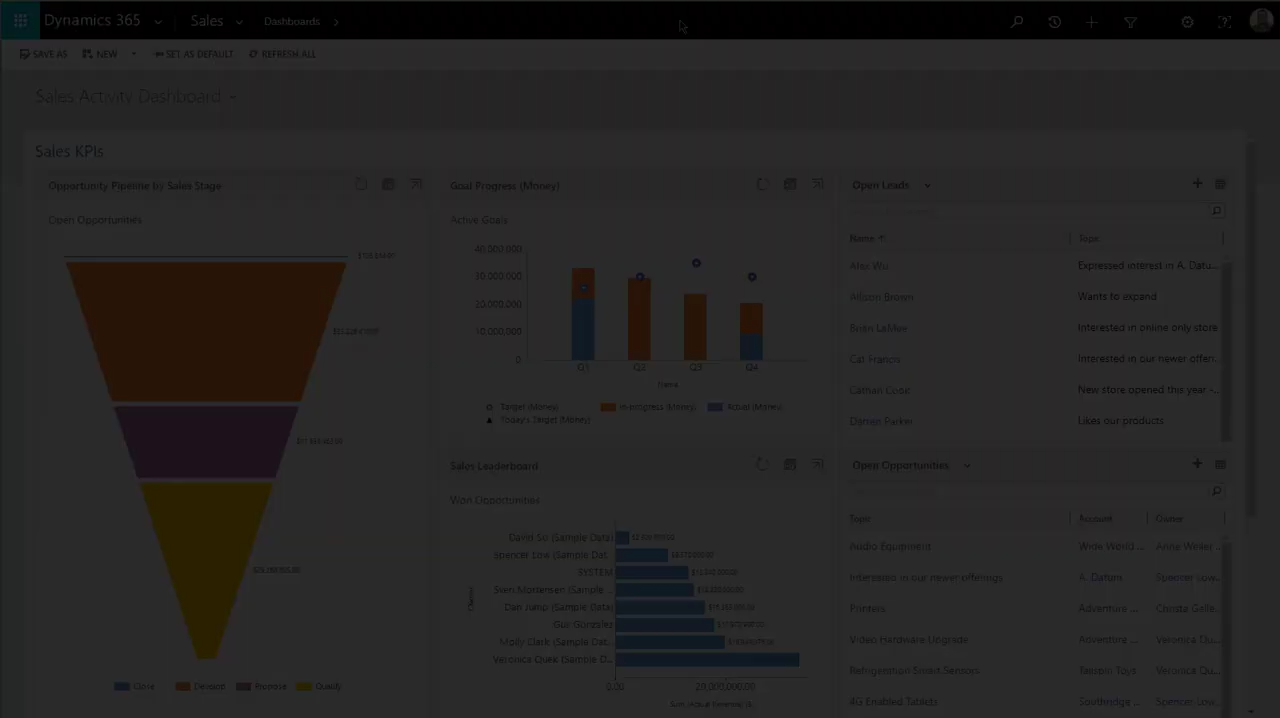 Dynamics 365
Sales
Dashboards
SAVE AS
NEW
SET AS DEFAULT
REFRESH ALL
Sales Activity Dashboard
Sales KPIs
Opportunity Pipeline by Sales Stage
Open Opportunities
Close
Develop
Propose
Qualify
Goal Progress (Money)
Active Goals
40,000,000
30,000,000
20,000,000
10,000,000
0
Q1
Q2
Q3
Q4
Name
Target (Money)
In-progress (Money)
Actual (Money)
Today's Target (Money)
Sales Leaderboard
Won Opportunities
David So (Sample Data)
Spencer Low (Sample Dat...
SYSTEM
Sven Mortensen (Sample ...
Dan Jump (Sample Data)
Molly Clark (Sample Dat...
Veronica Quek (Sample D...
0.00
20,000,000.00
Open Leads
Name
Topic
Alex Wu
Expressed interest in A. Datu...
Allison Brown
Wants to expand
Brian LaMee
Interested in online only store
Cat Francis
Interested in our newer offeri...
Cathan Cook
New store opened this year -...
Darren Parker
Likes our products
Open Opportunities
Topic
Account
Owner
Audio Equipment
Wide World ...
Anne Weiler ...
Interested in our newer offerings
A. Datum
Spencer Low...
Printers
Adventure ...
Christa Geile...
Video Hardware Upgrade
Adventure ...
Veronica Qu...
Refrigeration Smart Sensors
Tailspin Toys
Veronica Qu...
4G Enabled Tablets
Southridge ...
Spencer Low...